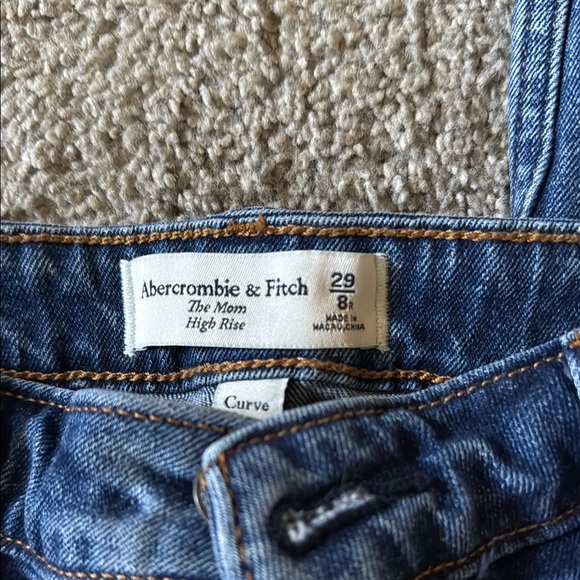 Abercrombie & Fitch
The Mom
High Rise
29
8R
MADE IN
MACAU, CHINA
Curve